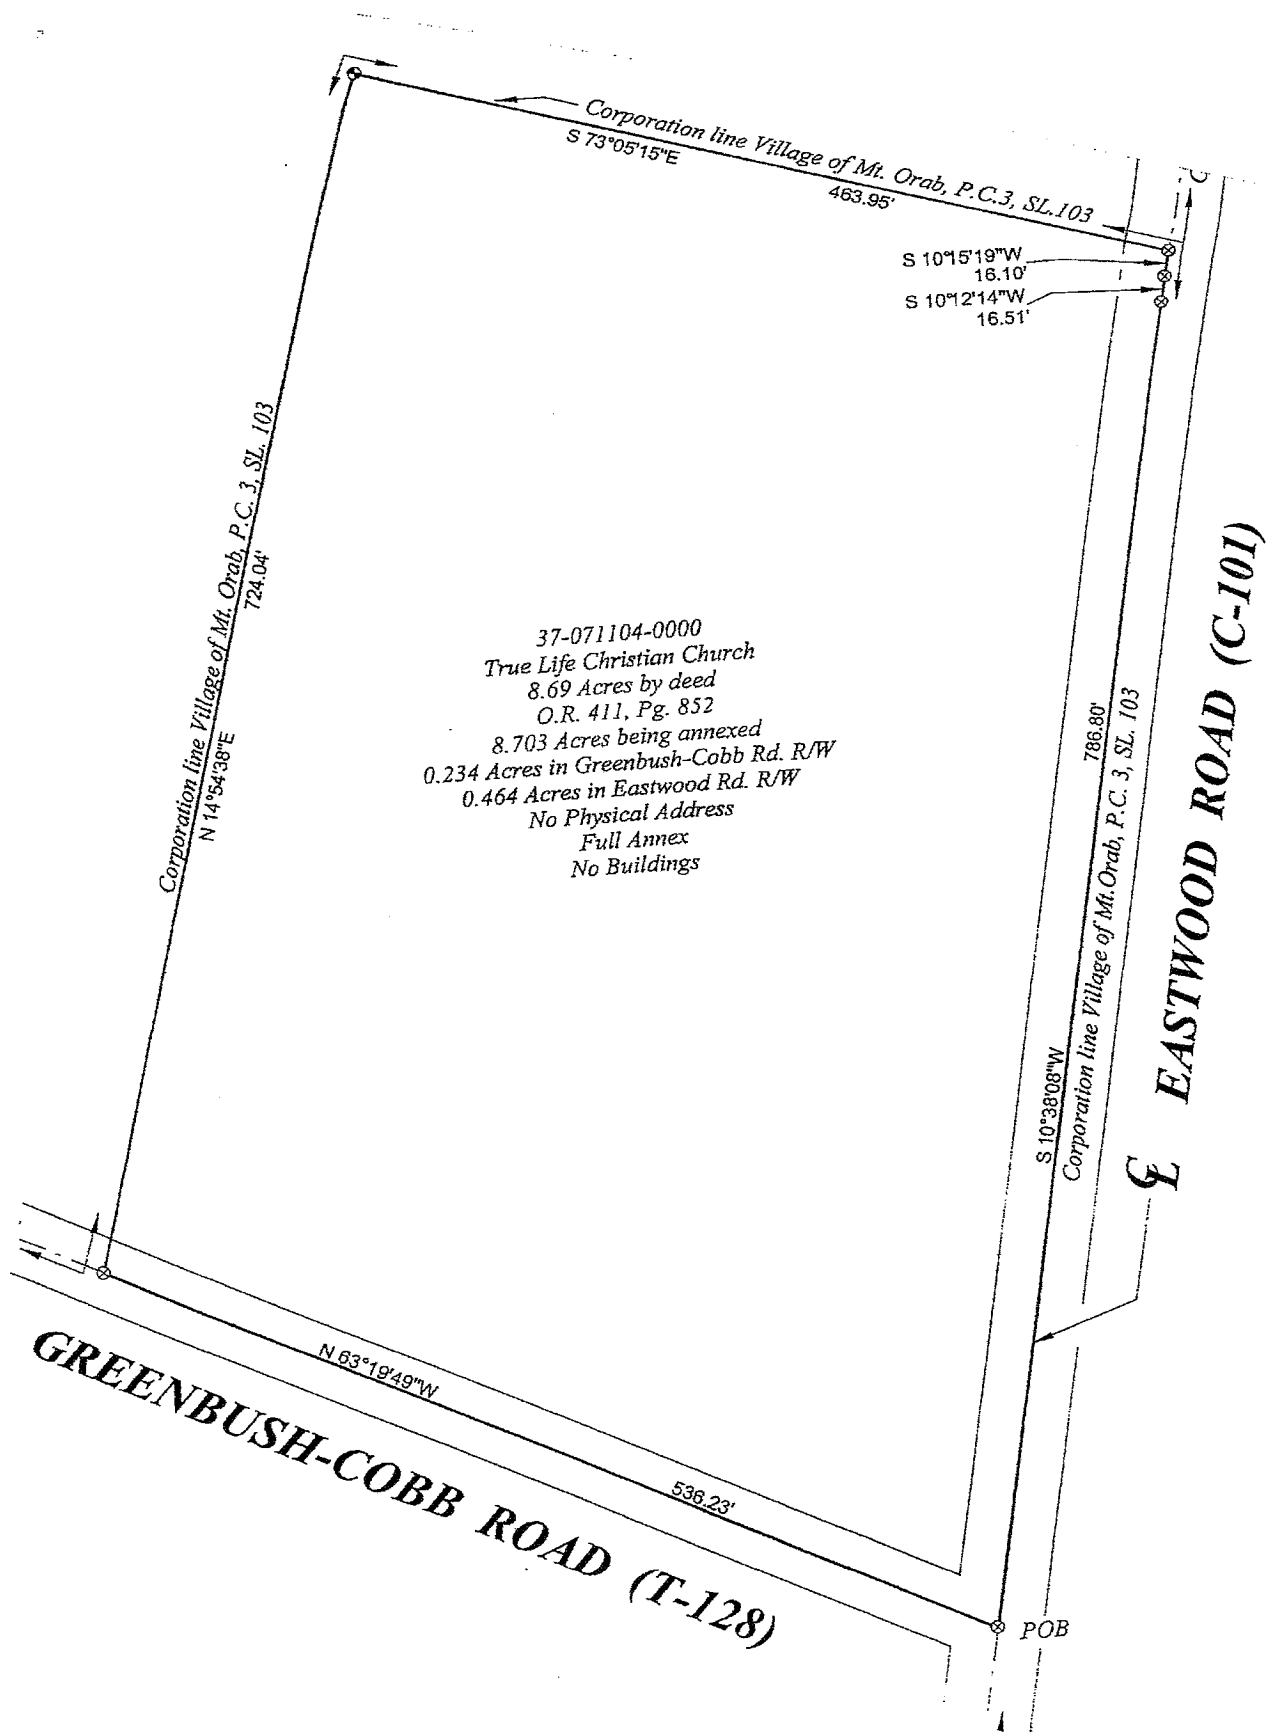 Corporation line Village of Mt. Orab, P.C.3, SL.103
S 73°05'15"E
463.95'
S 10°15'19"W
16.10'
S 10°12'14"W
16.51'
Corporation line Village of Mt. Orab, P.C. 3, SL. 103
724.04'
N 14°54'38"E
37-071104-0000
True Life Christian Church
8.69 Acres by deed
O.R. 411, Pg. 852
8.703 Acres being annexed
0.234 Acres in Greenbush-Cobb Rd. R/W
0.464 Acres in Eastwood Rd. R/W
No Physical Address
Full Annex
No Buildings
786.80'
Corporation line Village of Mt.Orab, P.C. 3, SL. 103
S 10°38'08"W
℄ EASTWOOD ROAD (C-101)
N 63°19'49"W
536.23'
GREENBUSH-COBB ROAD (T-128)
POB